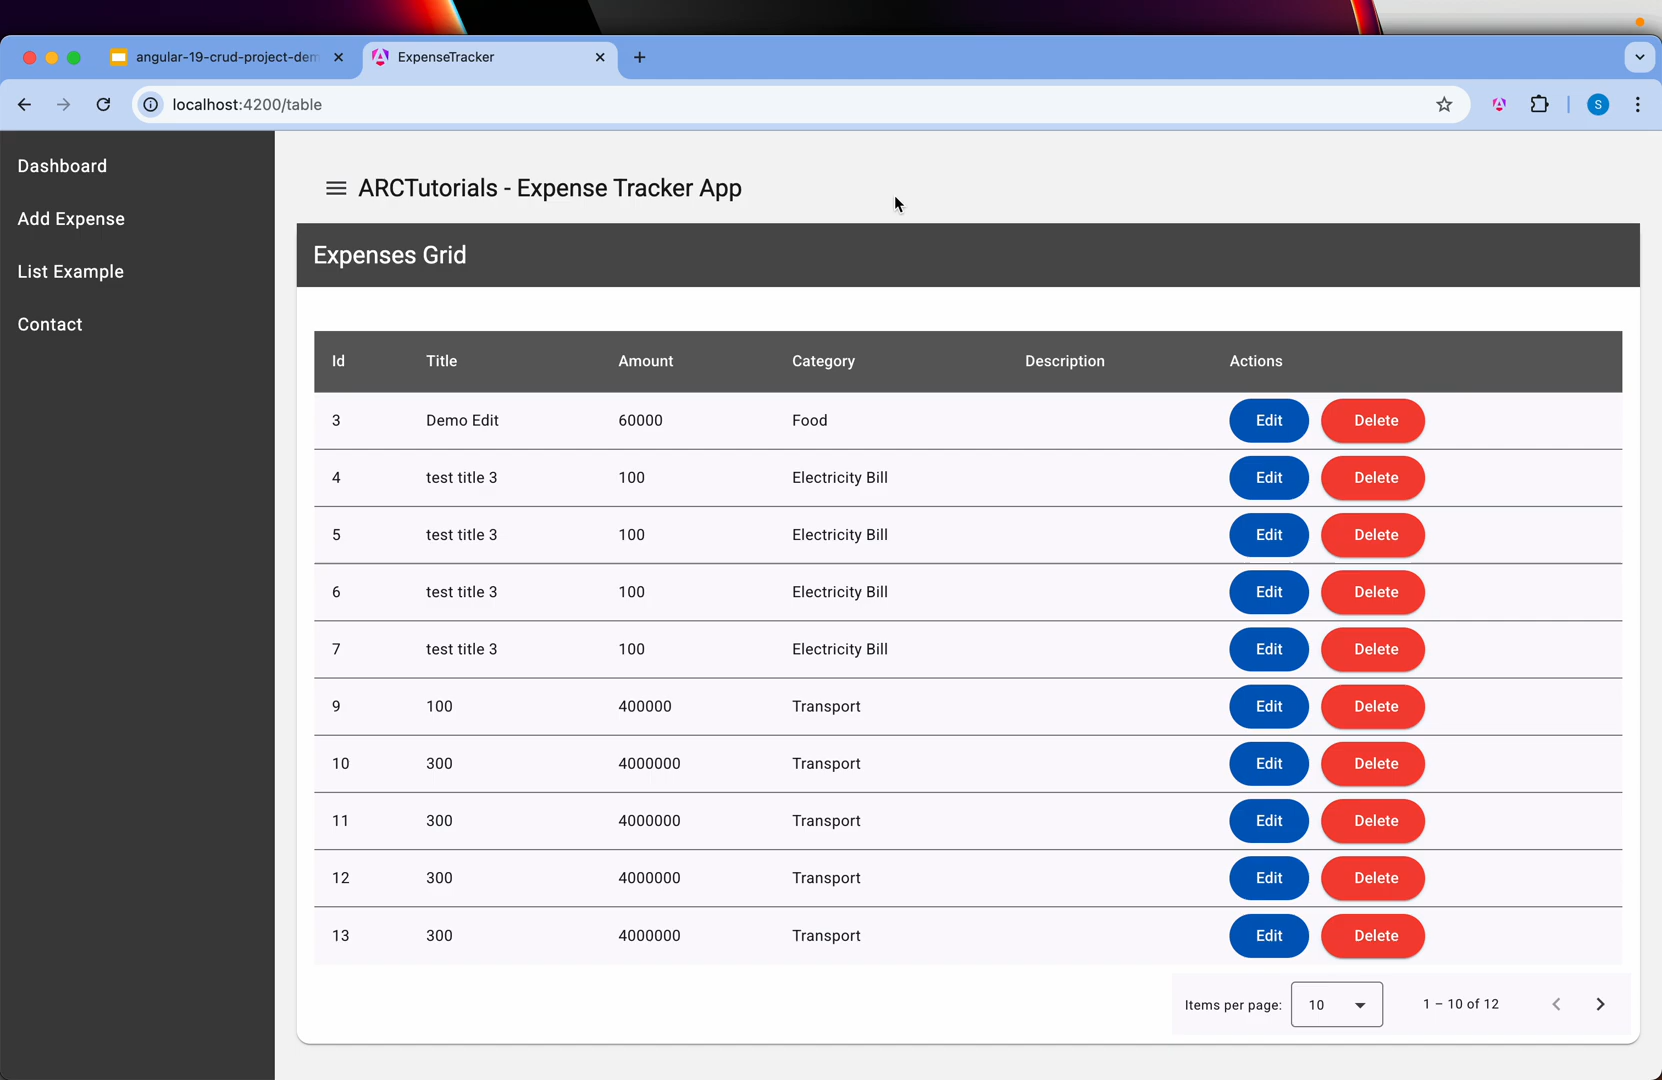 angular-19-crud-project-dem
ExpenseTracker
localhost:4200/table
S
Dashboard
Add Expense
List Example
Contact
ARCTutorials - Expense Tracker App
Expenses Grid
Id Title Amount Category Description Actions
3 Demo Edit 60000 Food Edit Delete
4 test title 3 100 Electricity Bill Edit Delete
5 test title 3 100 Electricity Bill Edit Delete
6 test title 3 100 Electricity Bill Edit Delete
7 test title 3 100 Electricity Bill Edit Delete
9 100 400000 Transport Edit Delete
10 300 4000000 Transport Edit Delete
11 300 4000000 Transport Edit Delete
12 300 4000000 Transport Edit Delete
13 300 4000000 Transport Edit Delete
Items per page: 10 1 – 10 of 12